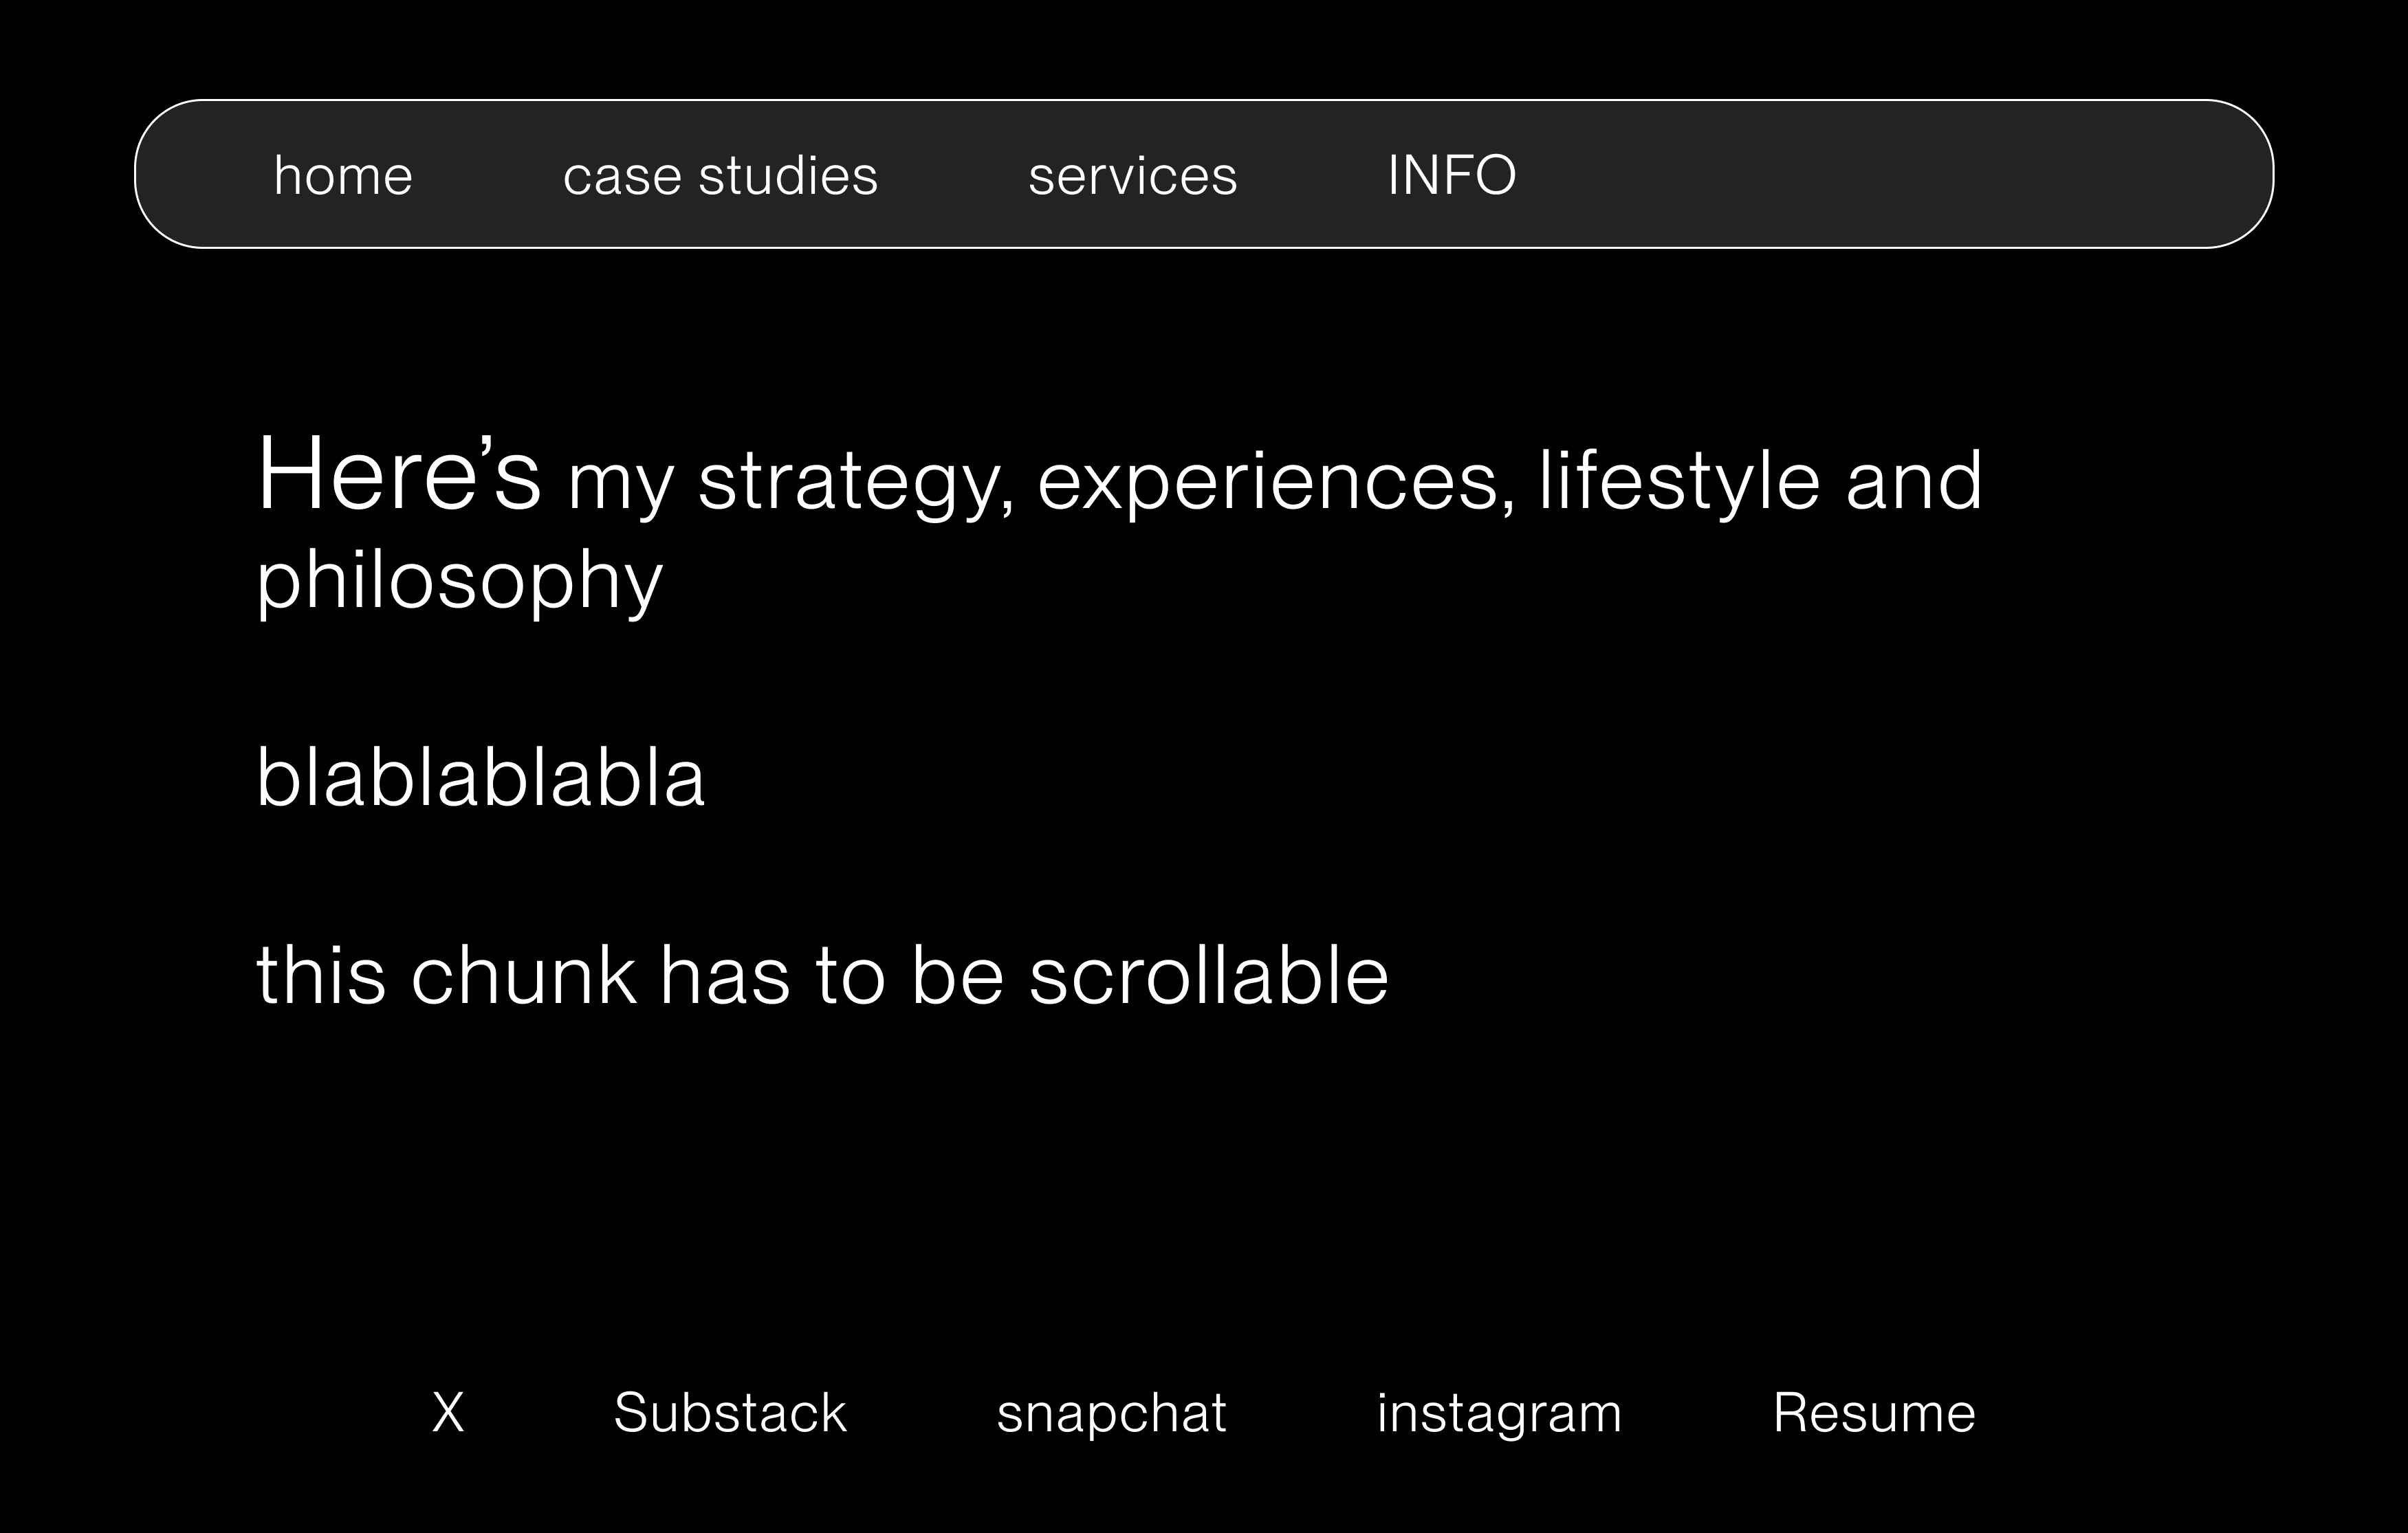 home case studies services INFO
Here’s my strategy, experiences, lifestyle and
philosophy
blablablabla
this chunk has to be scrollable
X Substack snapchat instagram Resume